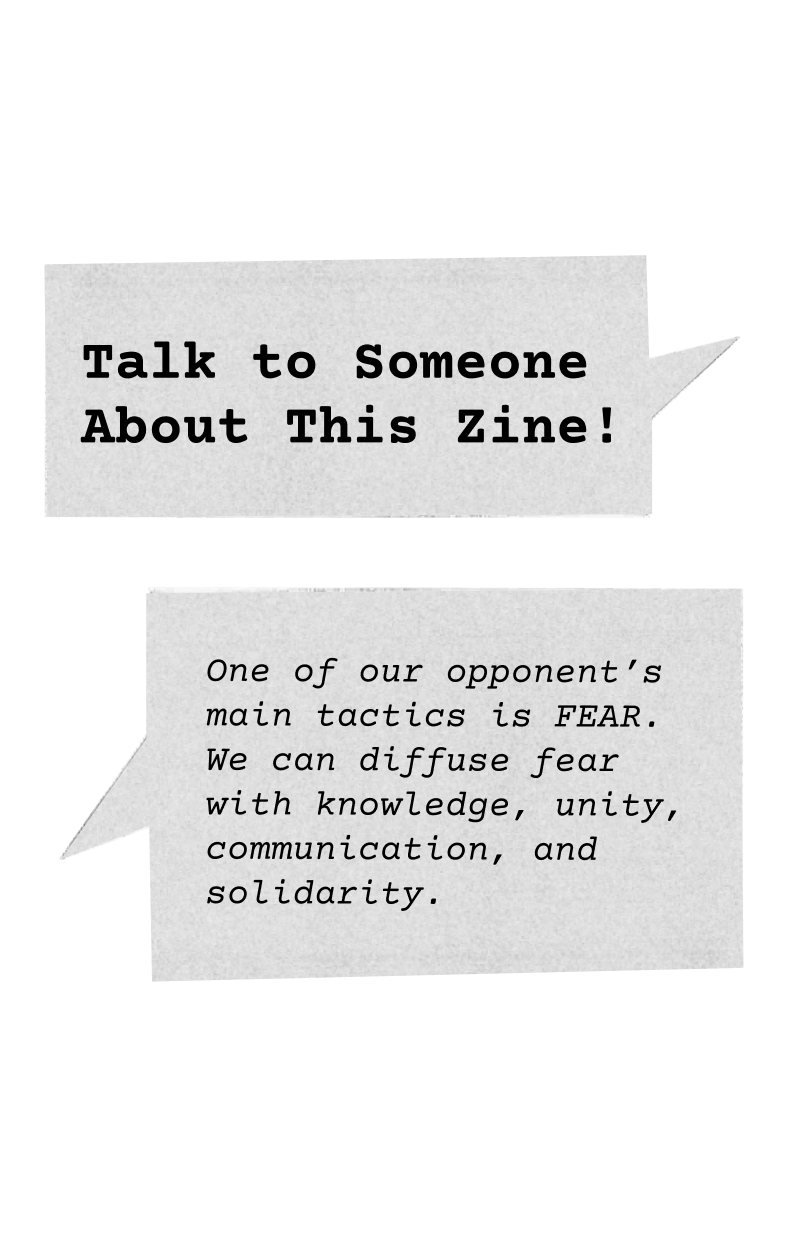 Talk to Someone
About This Zine!
One of our opponent’s
main tactics is FEAR.
We can diffuse fear
with knowledge, unity,
communication, and
solidarity.